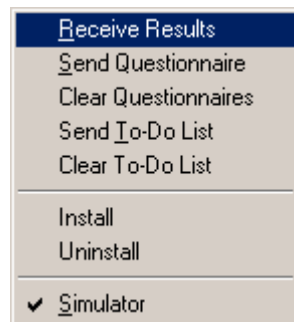 Receive Results
Send Questionnaire
Clear Questionnaires
Send To-Do List
Clear To-Do List
Install
Uninstall
Simulator